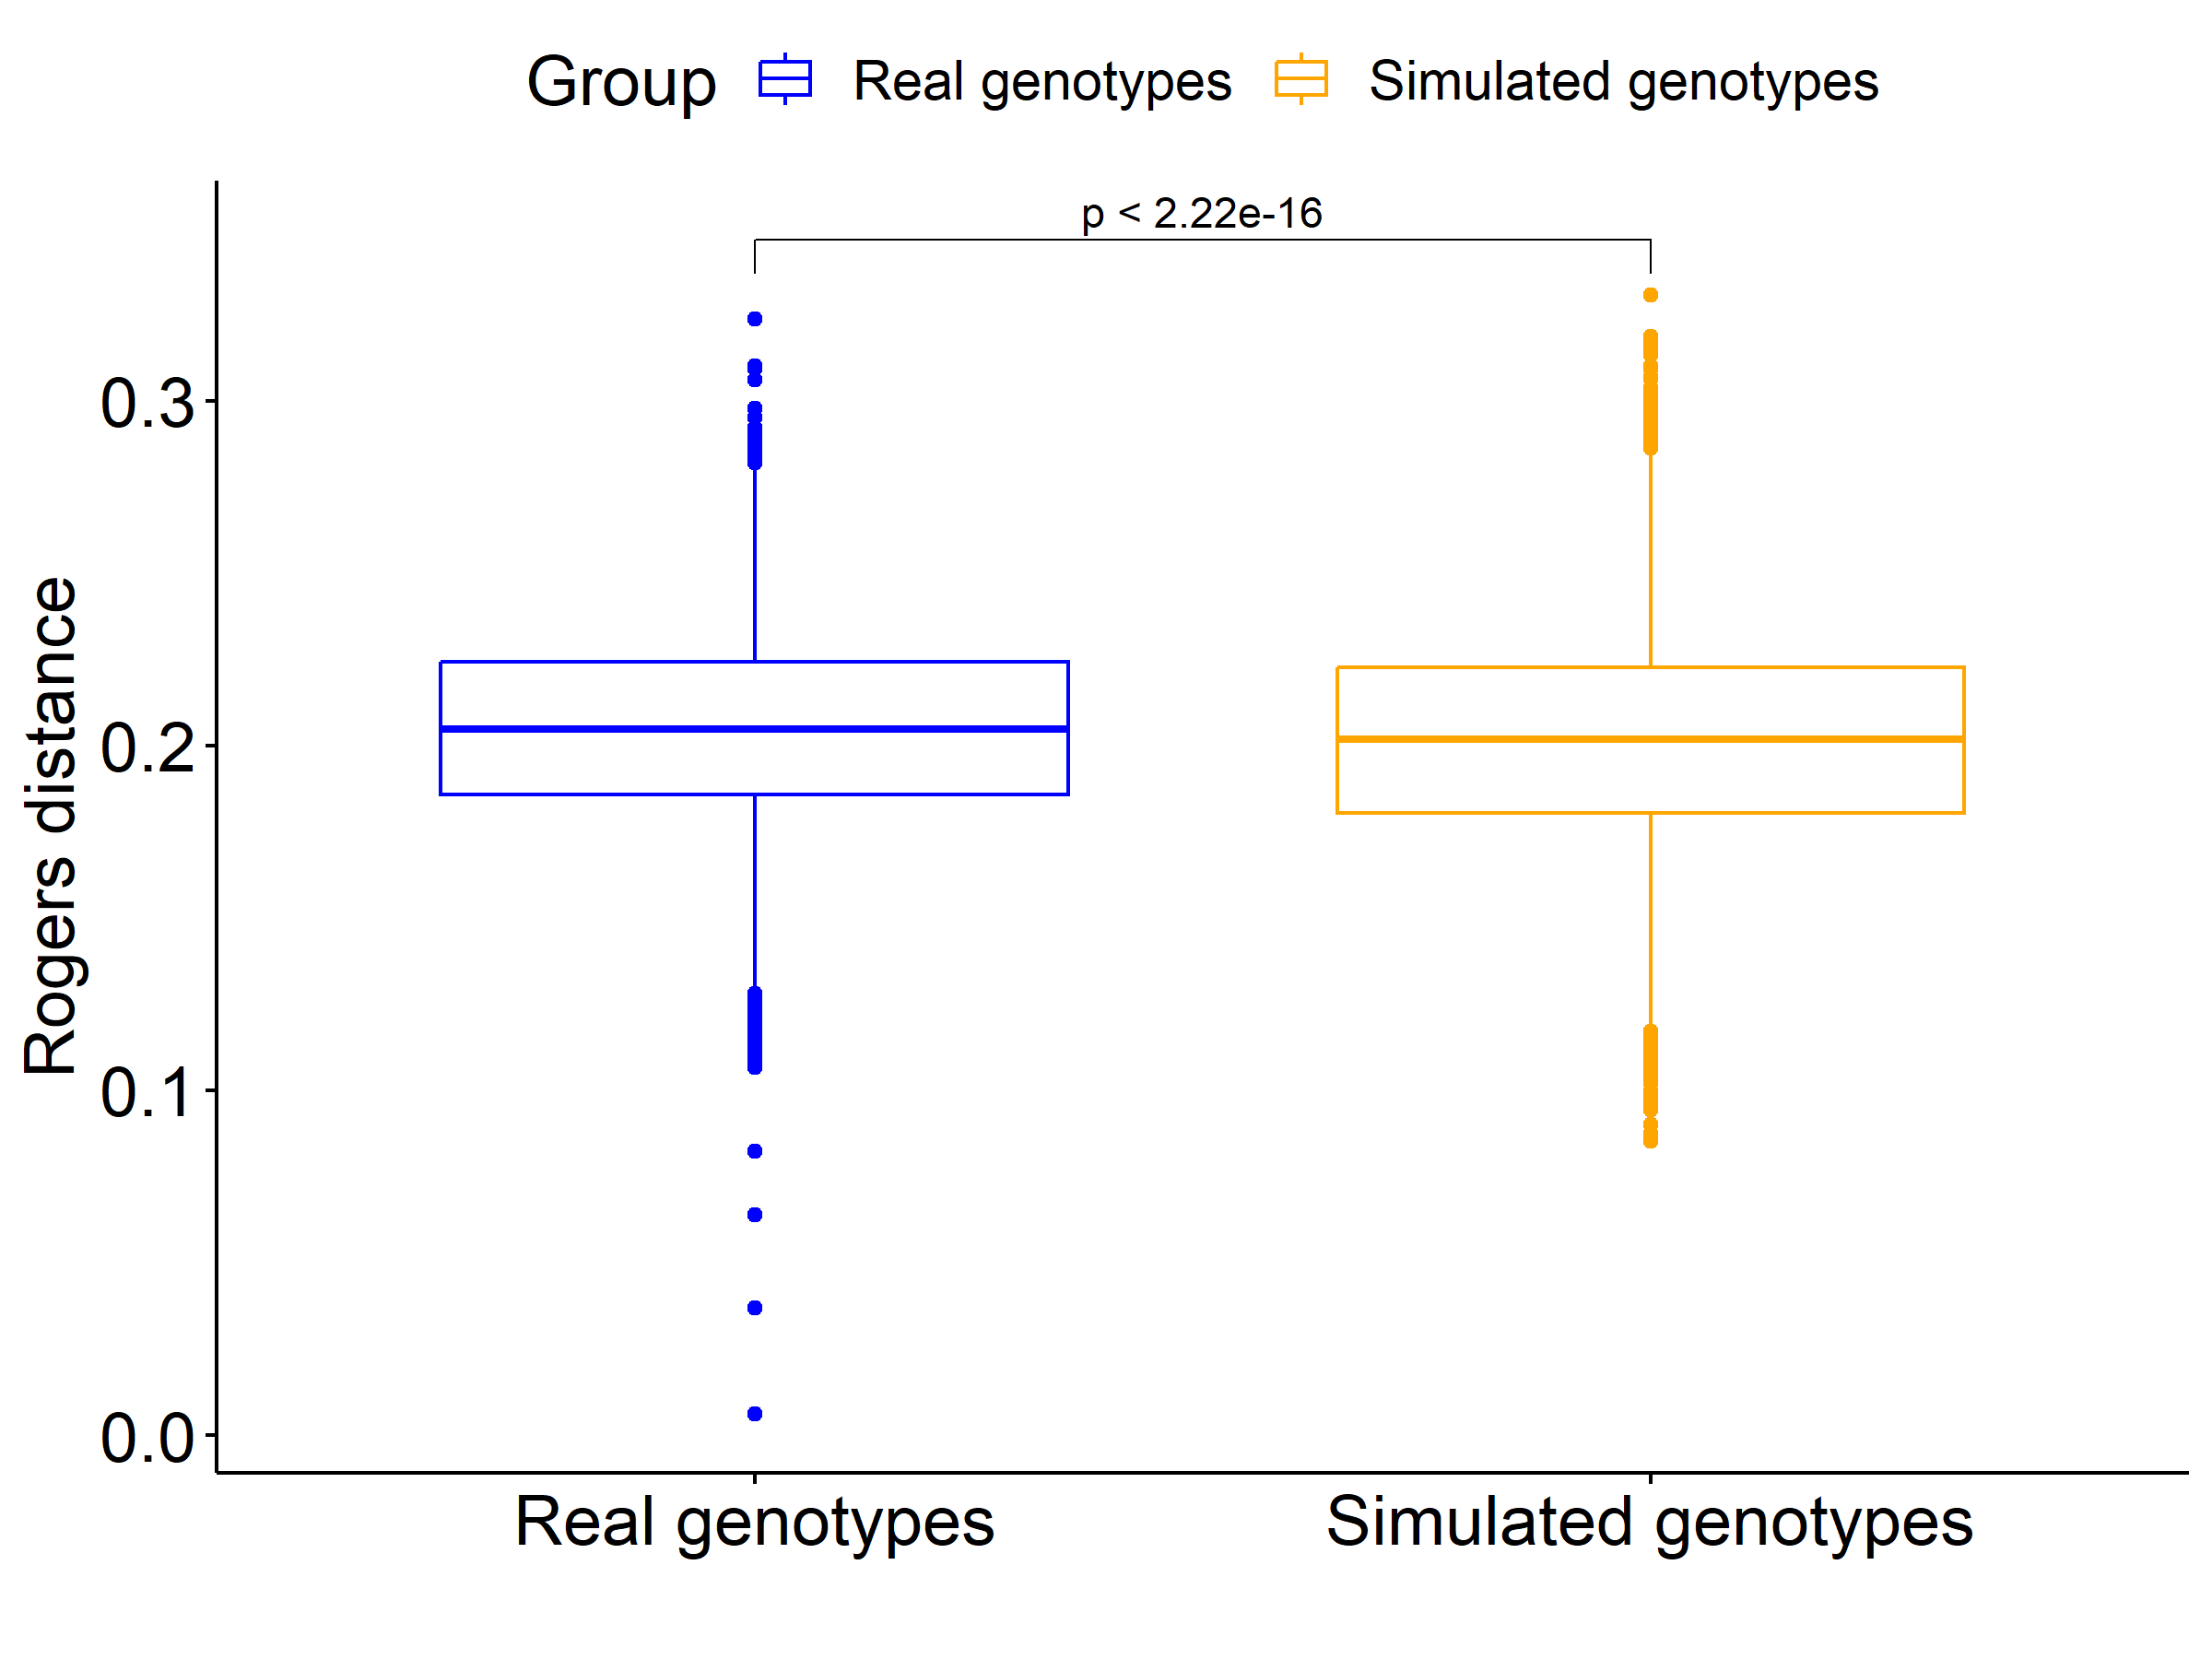 Group Real genotypes Simulated genotypes
p < 2.22e-16
Rogers distance
0.3
0.2
0.1
0.0
Real genotypes Simulated genotypes